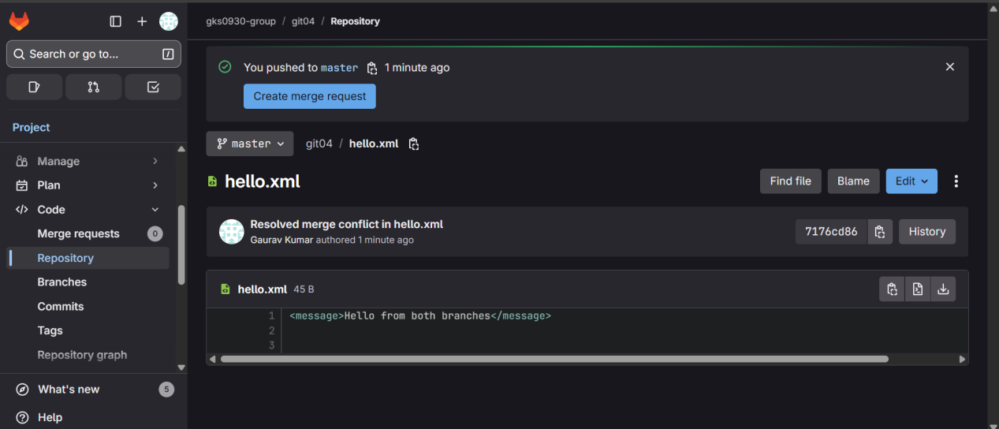 gks0930-group / git04 / Repository
Search or go to...
You pushed to master 1 minute ago
Create merge request
Project
Manage
Plan
Code
Merge requests 0
Repository
Branches
Commits
Tags
Repository graph
What's new 5
Help
master git04 / hello.xml
hello.xml
Find file Blame Edit
Resolved merge conflict in hello.xml
Gaurav Kumar authored 1 minute ago
7176cd86 History
hello.xml 45 B
1 <message>Hello from both branches</message>
2
3